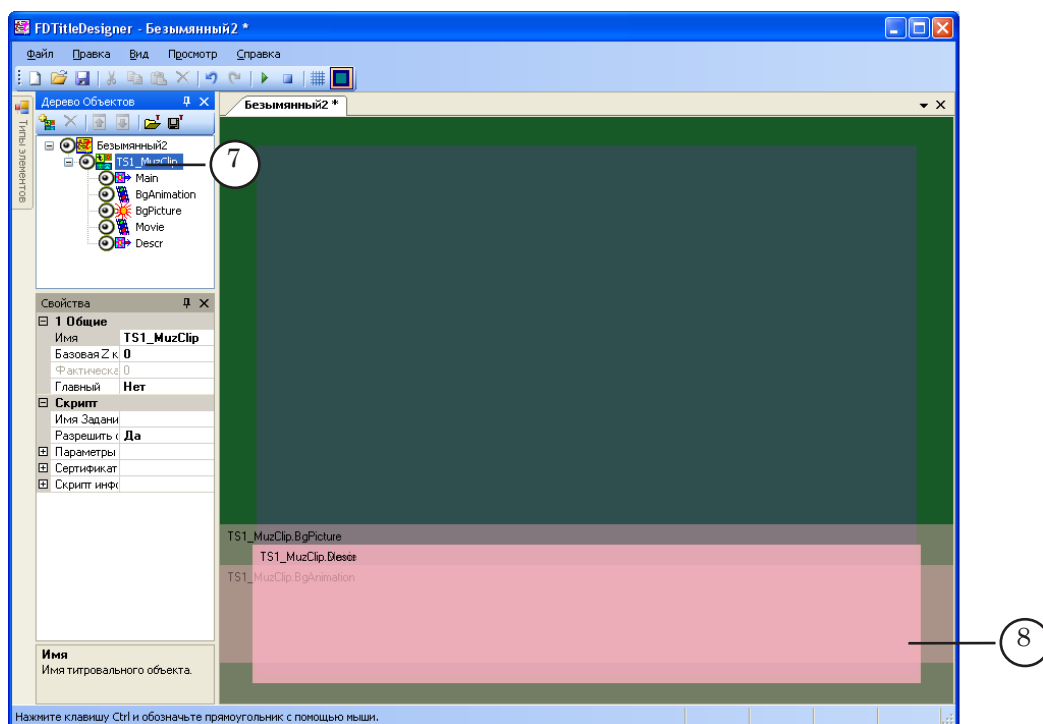 FDTitleDesigner - Безымянный2 *
Файл Правка Вид Просмотр Справка
Типы элементов
Дерево Объектов
Безымянный2
TS1_MuzClip
Main
BgAnimation
BgPicture
Movie
Descr
7
Безымянный2 *
Свойства
1 Общие
Имя TS1_MuzClip
Базовая Z к 0
Фактическа 0
Главный Нет
Скрипт
Имя Задани
Разрешить с Да
Параметры
Сертификат
Скрипт инфо
Имя
Имя титровального объекта.
TS1_MuzClip.BgPicture
TS1_MuzClip.
TS1_MuzClip.BgAnimation
8
Нажмите клавишу Ctrl и обозначьте прямоугольник с помощью мыши.